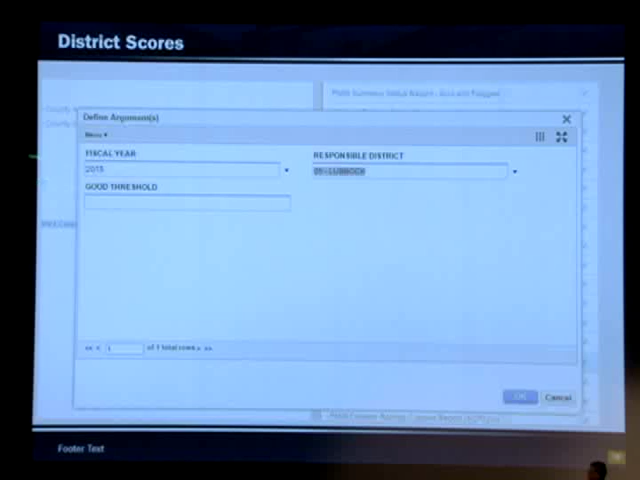 District Scores
Define Argument(s)
Menu ▾
FISCAL YEAR
2015
RESPONSIBLE DISTRICT
05-LUBBOCK
GOOD THRESHOLD
<< < 1 of 1 total rows > >>
OK Cancel
Footer Text